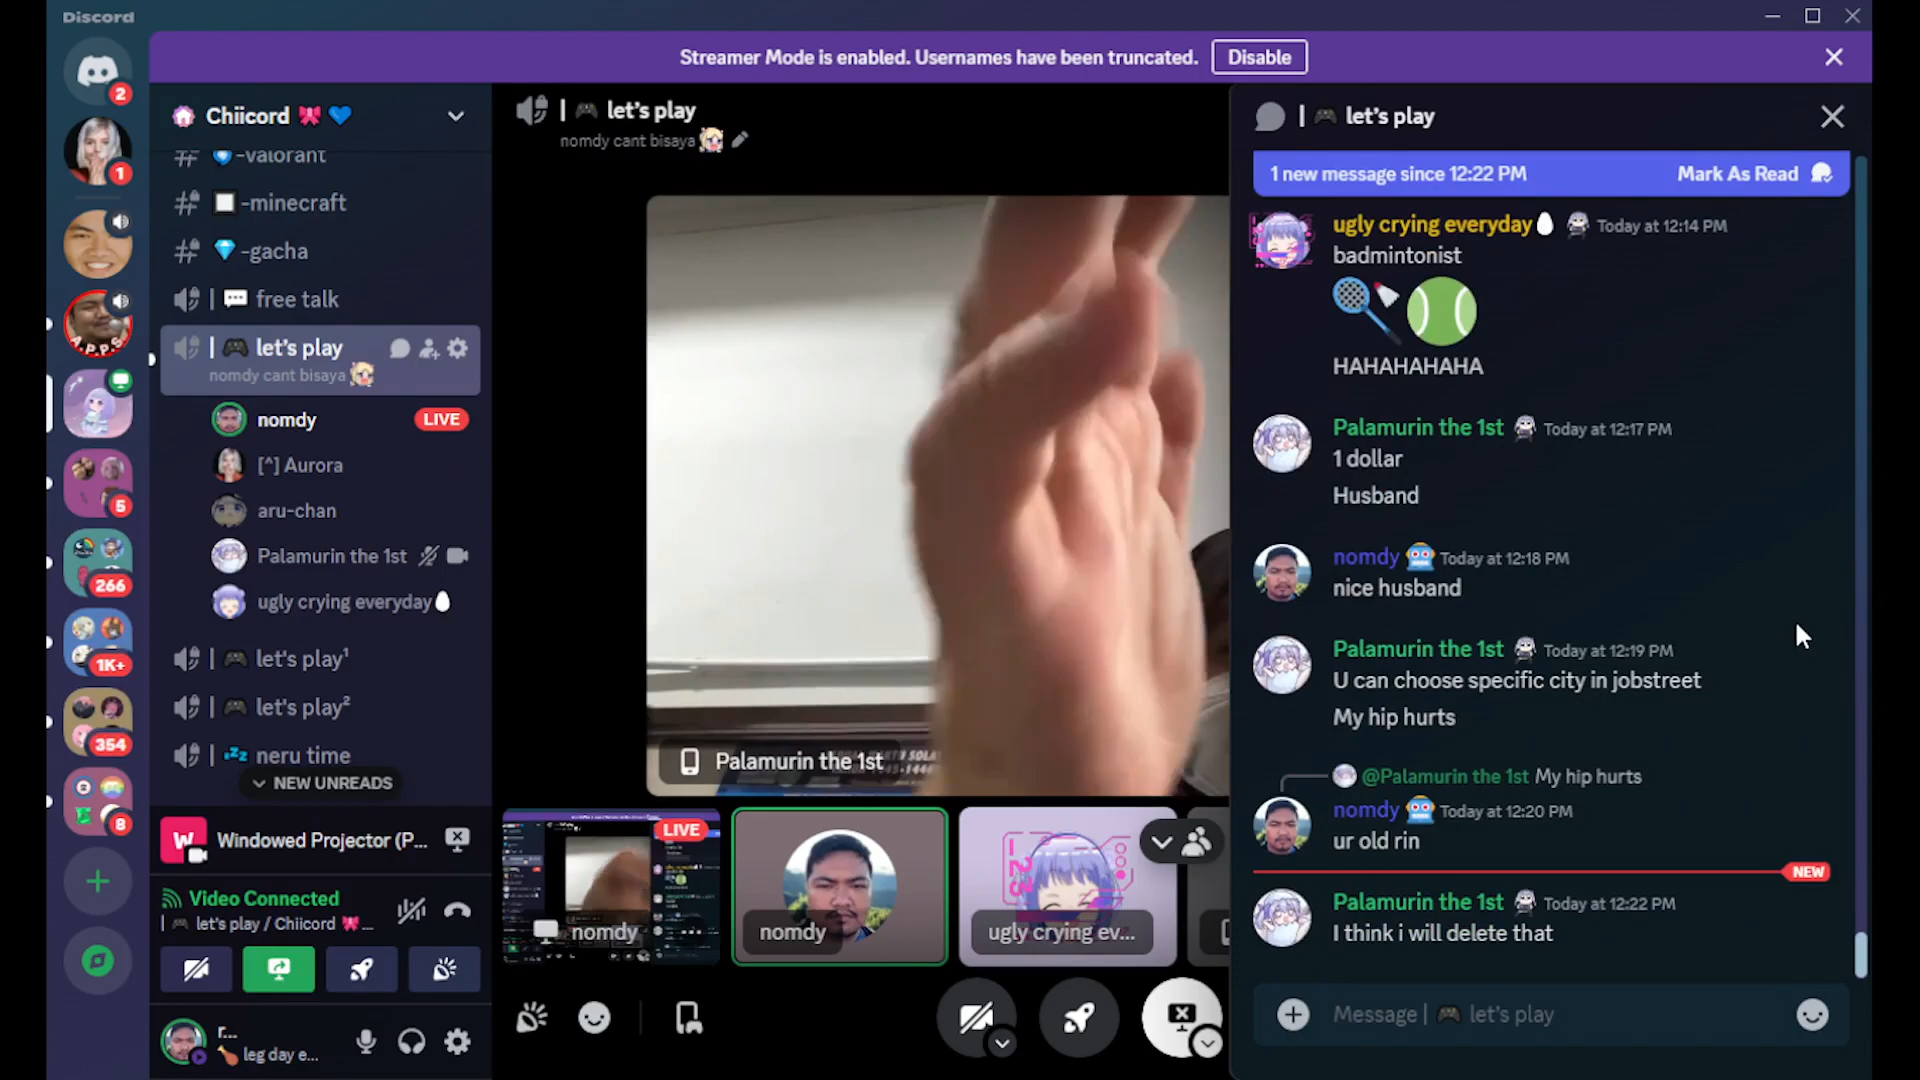 Discord
Streamer Mode is enabled. Usernames have been truncated.
Disable
2
1
5
266
1K+
354
8
Chiicord
-valorant
-minecraft
-gacha
| free talk
| let's play
nomdy cant bisaya
nomdy
LIVE
[^] Aurora
aru-chan
Palamurin the 1st
ugly crying everyday
| let's play¹
| let's play²
| neru time
NEW UNREADS
Windowed Projector (P...
Video Connected
| let's play / Chiicord ...
r...
leg day e...
| let's play
nomdy cant bisaya
Palamurin the 1st
LIVE
nomdy
nomdy
ugly crying ev...
| let's play
1 new message since 12:22 PM
Mark As Read
ugly crying everyday Today at 12:14 PM
badmintonist
HAHAHAHAHA
Palamurin the 1st Today at 12:17 PM
1 dollar
Husband
nomdy Today at 12:18 PM
nice husband
Palamurin the 1st Today at 12:19 PM
U can choose specific city in jobstreet
My hip hurts
@Palamurin the 1st My hip hurts
nomdy Today at 12:20 PM
ur old rin
NEW
Palamurin the 1st Today at 12:22 PM
I think i will delete that
Message | let's play